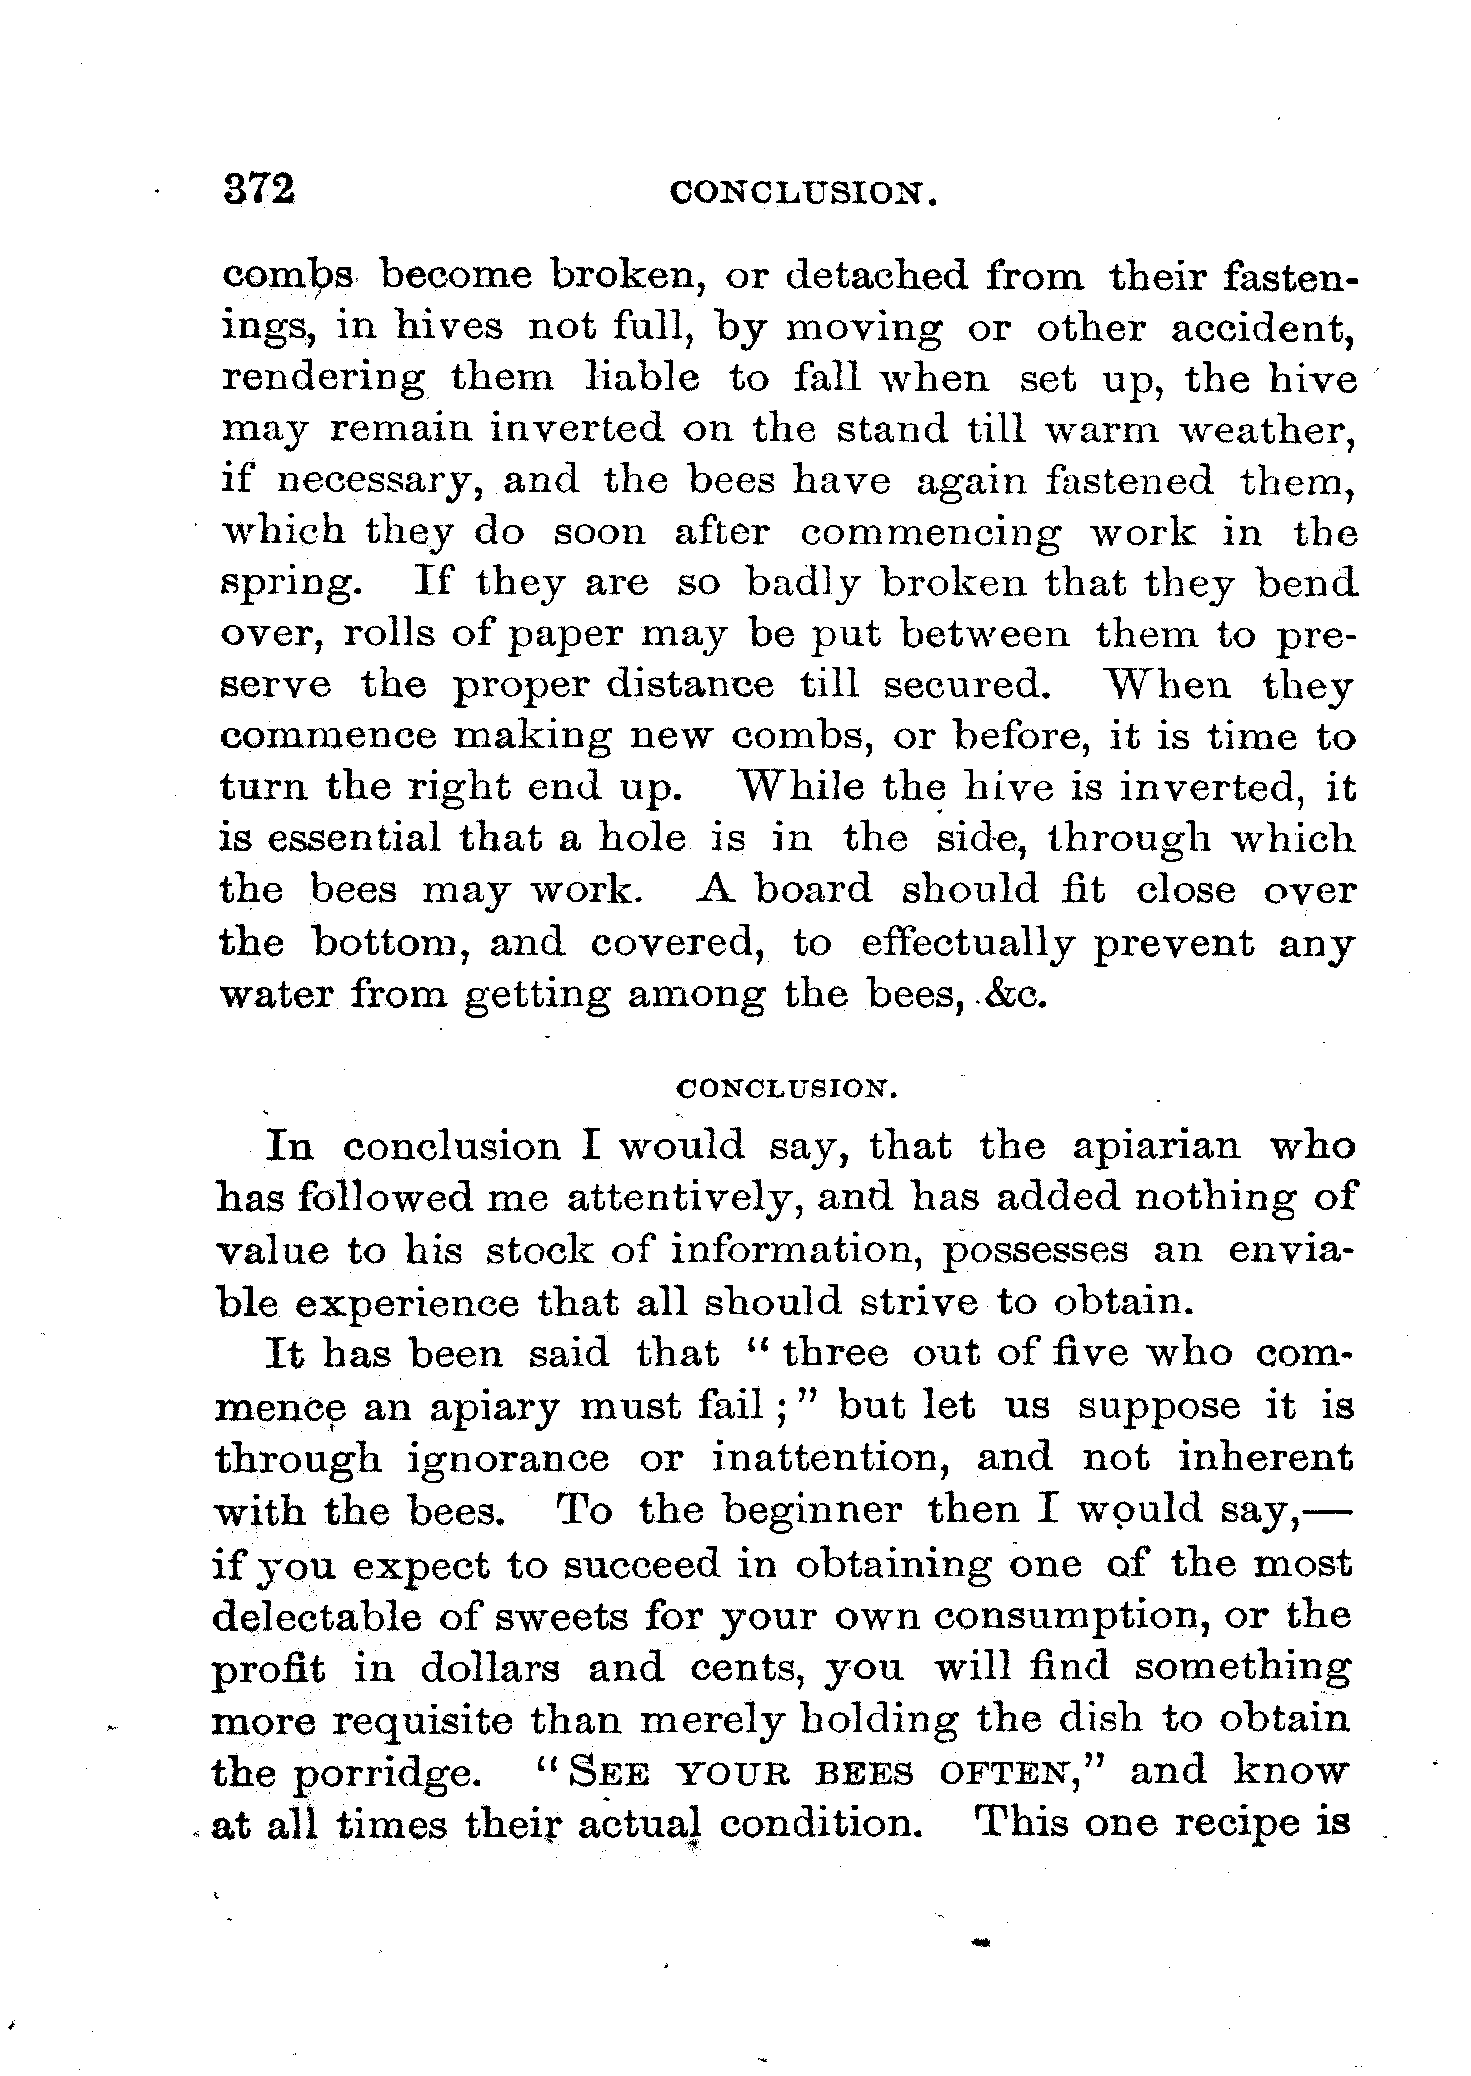 372 CONCLUSION.
combs become broken, or detached from their fasten-
ings, in hives not full, by moving or other accident,
rendering them liable to fall when set up, the hive
may remain inverted on the stand till warm weather,
if necessary, and the bees have again fastened them,
which they do soon after commencing work in the
spring. If they are so badly broken that they bend
over, rolls of paper may be put between them to pre-
serve the proper distance till secured. When they
commence making new combs, or before, it is time to
turn the right end up. While the hive is inverted, it
is essential that a hole is in the side, through which
the bees may work. A board should fit close over
the bottom, and covered, to effectually prevent any
water from getting among the bees, &c.
CONCLUSION.
In conclusion I would say, that the apiarian who
has followed me attentively, and has added nothing of
value to his stock of information, possesses an envia-
ble experience that all should strive to obtain.
It has been said that “ three out of five who com-
mence an apiary must fail ; ” but let us suppose it is
through ignorance or inattention, and not inherent
with the bees. To the beginner then I would say,—
if you expect to succeed in obtaining one of the most
delectable of sweets for your own consumption, or the
profit in dollars and cents, you will find something
more requisite than merely holding the dish to obtain
the porridge. “ SEE YOUR BEES OFTEN,” and know
at all times their actual condition. This one recipe is